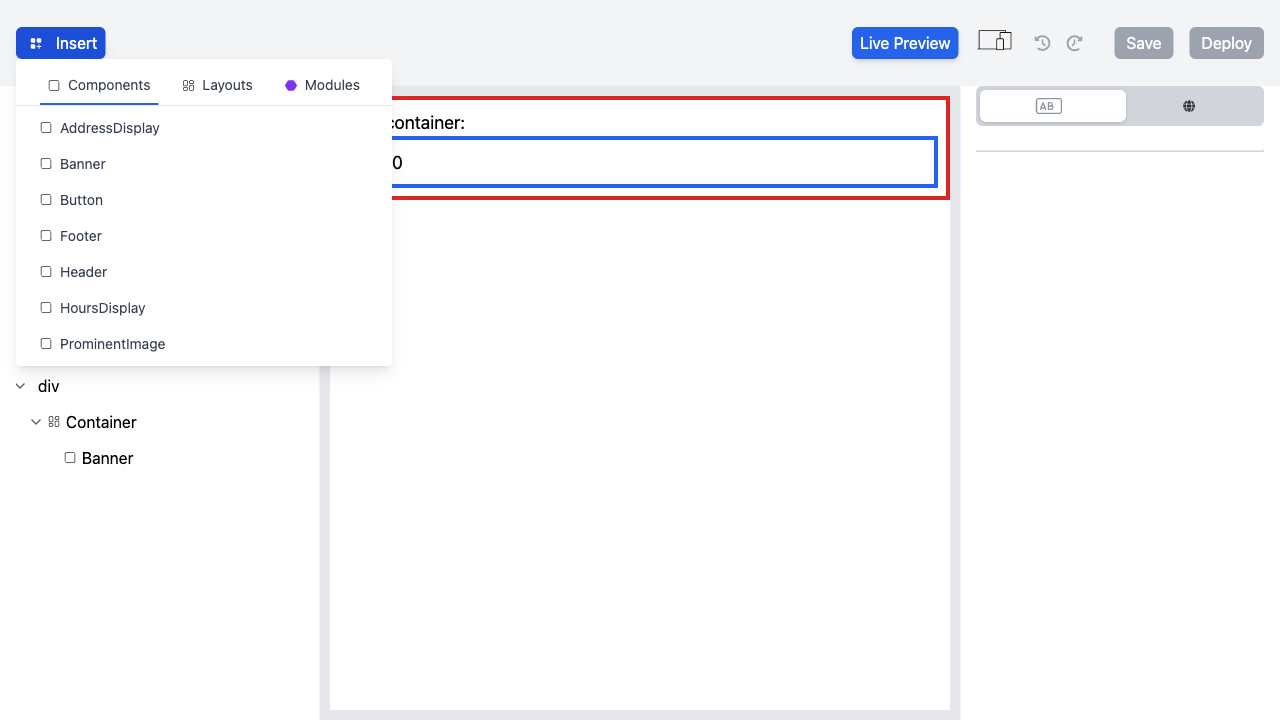 Insert
Live Preview
Save
Deploy
Components
Layouts
Modules
AddressDisplay
Banner
Button
Footer
Header
HoursDisplay
ProminentImage
container:
0
AB
div
Container
Banner